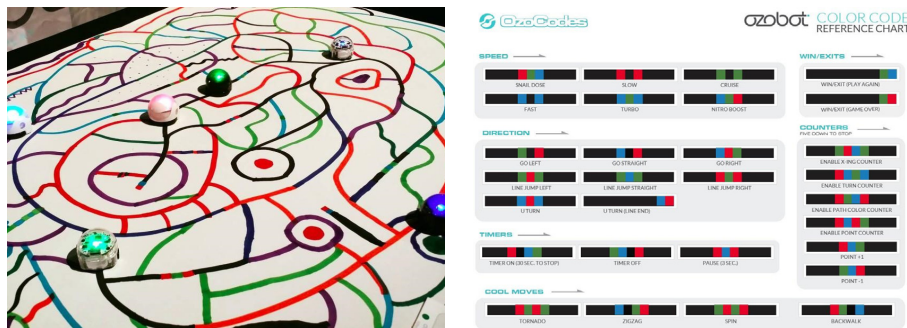 OzoCodes
ozobot COLOR CODE
REFERENCE CHART
SPEED
SNAIL DOSE
SLOW
CRUISE
FAST
TURBO
NITRO BOOST
DIRECTION
GO LEFT
GO STRAIGHT
GO RIGHT
LINE JUMP LEFT
LINE JUMP STRAIGHT
LINE JUMP RIGHT
U TURN
U TURN (LINE END)
TIMERS
TIMER ON (30 SEC. TO STOP)
TIMER OFF
PAUSE (3 SEC.)
COOL MOVES
TORNADO
ZIGZAG
SPIN
BACKWALK
WIN/EXITS
WIN/EXIT (PLAY AGAIN)
WIN/EXIT (GAME OVER)
COUNTERS
FIVE DOWN TO STOP
ENABLE X-ING COUNTER
ENABLE TURN COUNTER
ENABLE PATH COLOR COUNTER
ENABLE POINT COUNTER
POINT +1
POINT -1